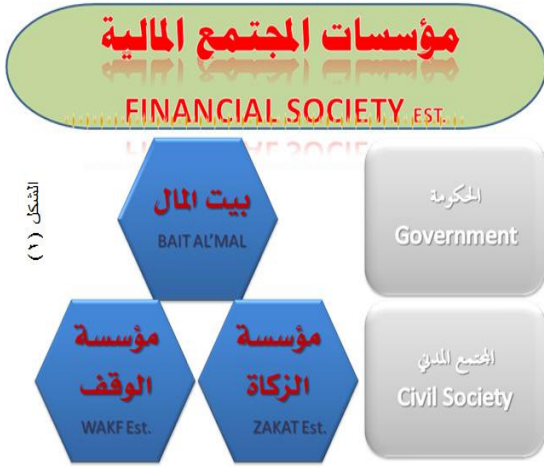 مؤسسات المجتمع المالية
FINANCIAL SOCIETY EST.
الشكل (٢)
الحكومة
Government
بيت المال
BAIT AL'MAL
المجتمع المدني
Civil Society
مؤسسة
الزكاة
ZAKAT Est.
مؤسسة
الوقف
WAKF Est.